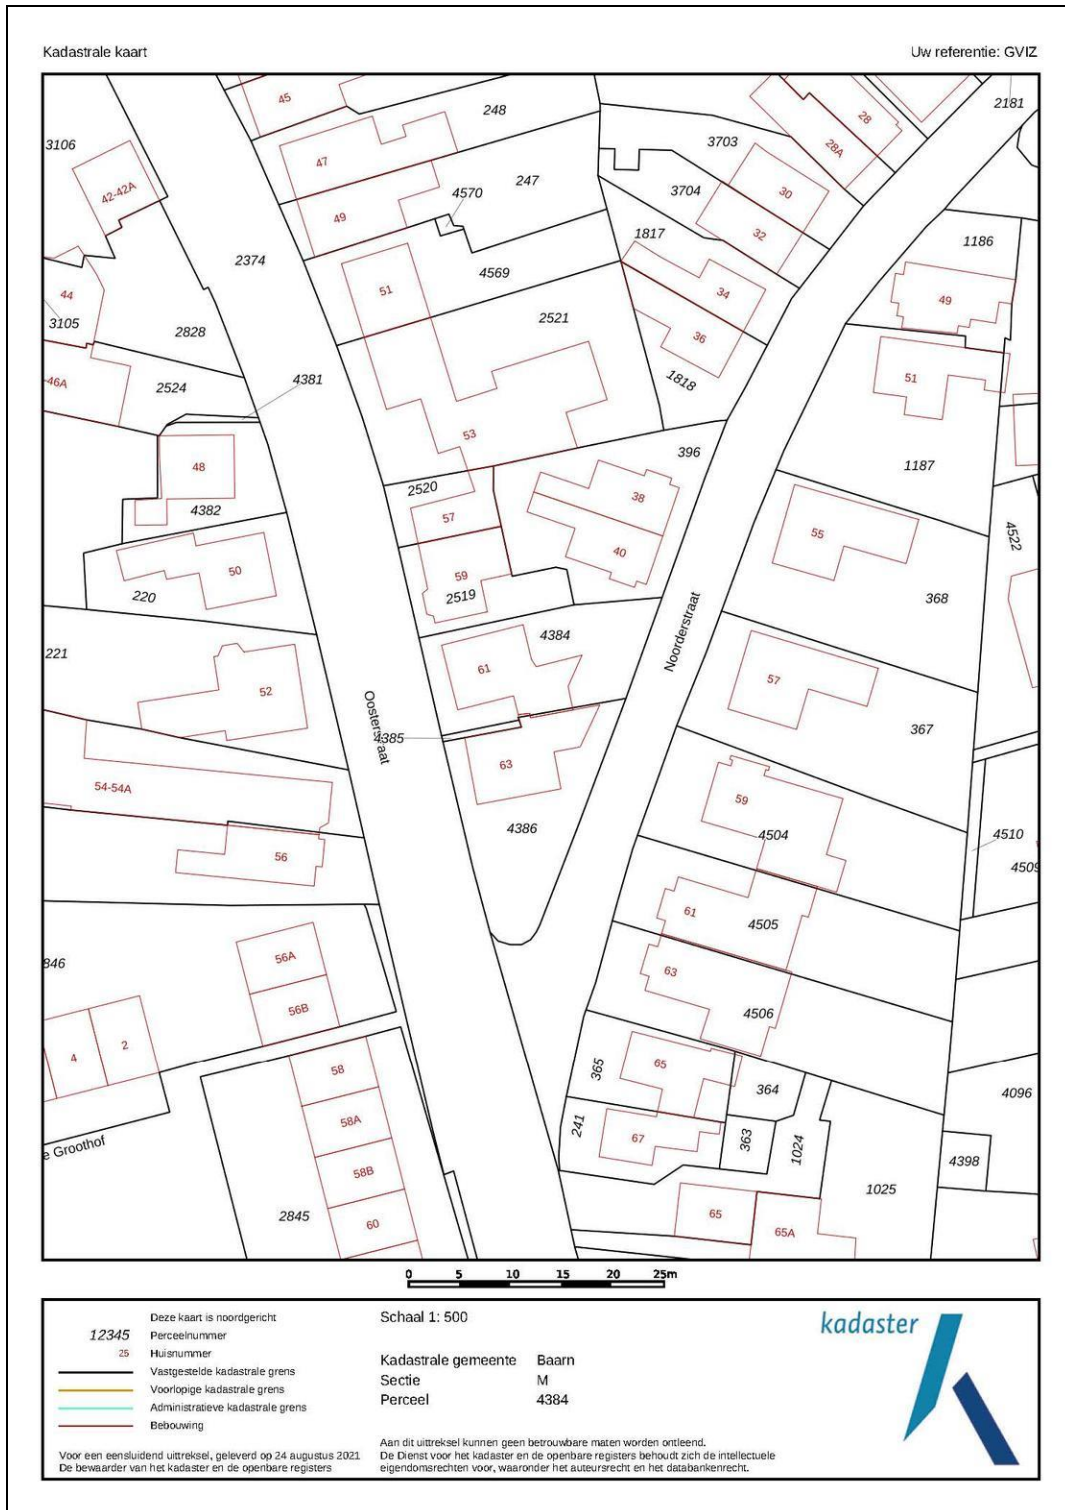 Kadastrale kaart
Uw referentie: GVIZ
45
248
28
2181
3106
47
3703
28A
42-42A
4570
247
3704
30
49
1817
32
2374
4569
1186
44
51
34
49
3105
2828
2521
36
46A
2524
4381
1818
51
53
396
48
1187
2520
38
4382
57
55
4522
50
40
59
220
2519
368
221
4384
Noorderstraat
61
52
57
Oosterstraat
4385
367
63
54-54A
59
4386
4504
4510
56
4509
61
4505
846
56A
63
56B
4506
4
2
58
365
65
364
4096
58A
241
67
363
1024
e Groothof
58B
4398
2845
60
65
65A
1025
0 5 10 15 20 25m
Deze kaart is noordgericht
12345 Perceelnummer
25 Huisnummer
Vastgestelde kadastrale grens
Voorlopige kadastrale grens
Administratieve kadastrale grens
Bebouwing
Voor een eensluidend uittreksel, geleverd op 24 augustus 2021
De bewaarder van het kadaster en de openbare registers
Schaal 1: 500
Kadastrale gemeente Baarn
Sectie M
Perceel 4384
Aan dit uittreksel kunnen geen betrouwbare maten worden ontleend.
De Dienst voor het kadaster en de openbare registers behoudt zich de intellectuele
eigendomsrechten voor, waaronder het auteursrecht en het databankenrecht.
kadaster